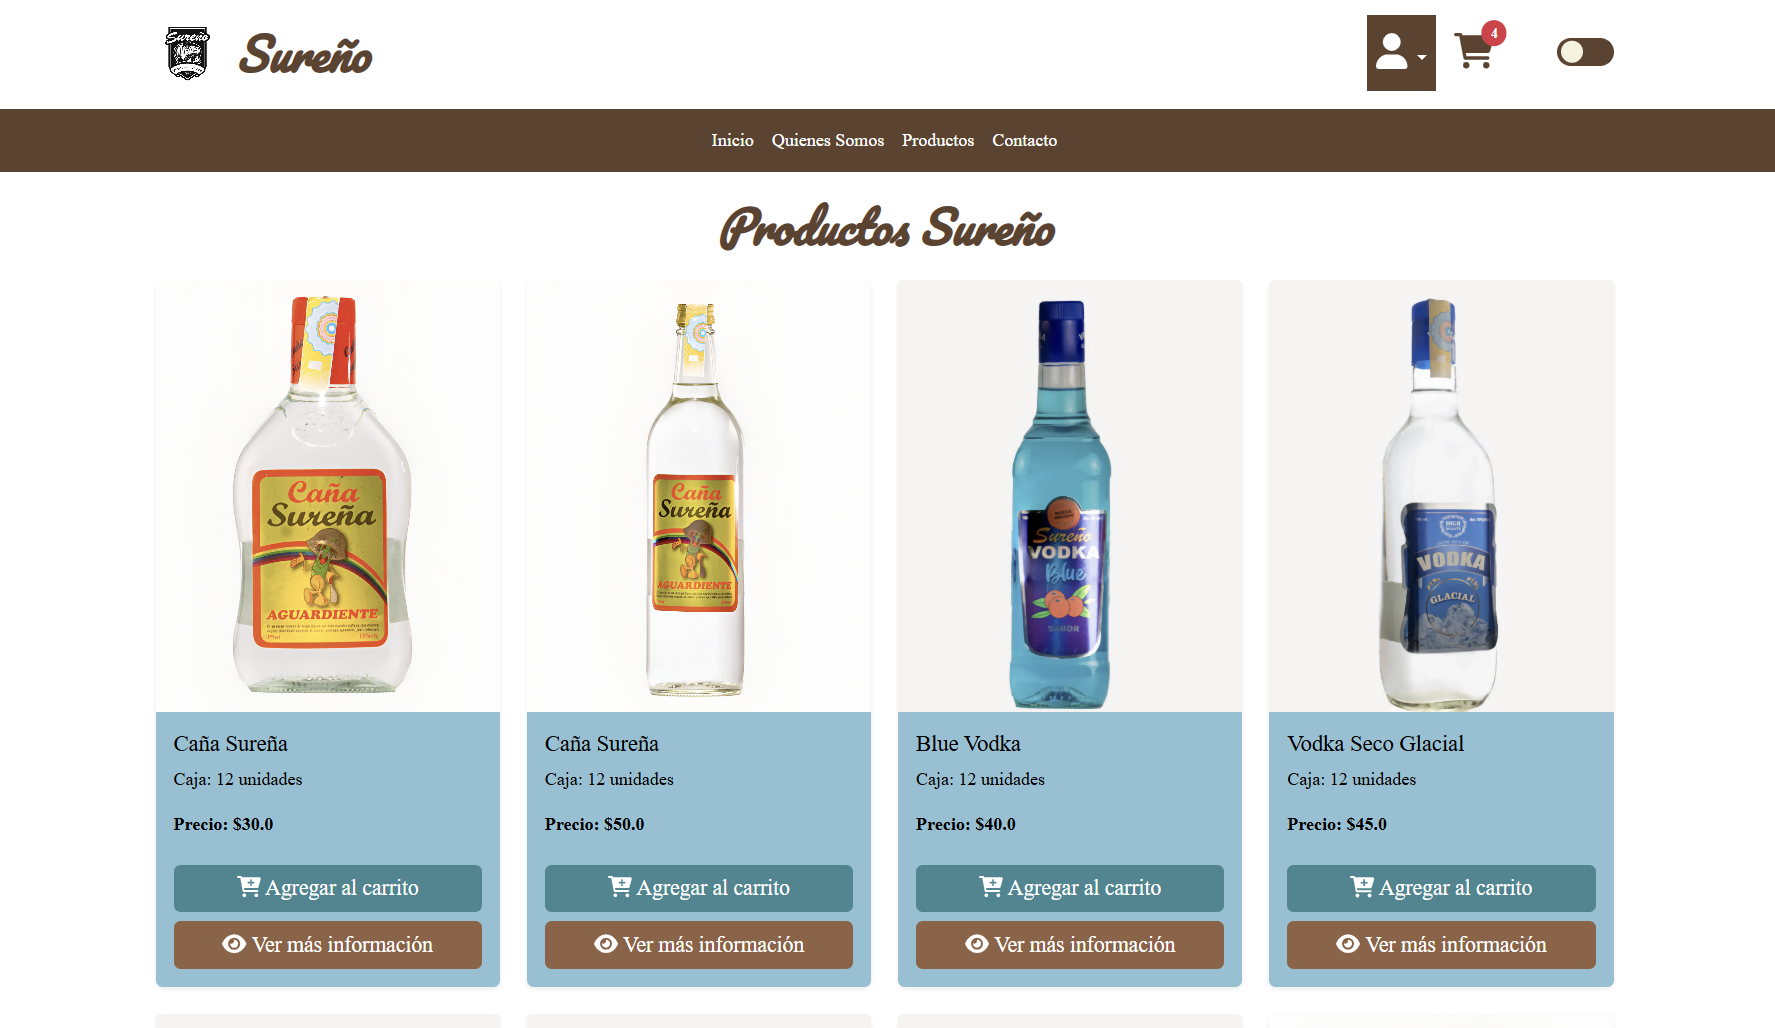 Sureño
Sureño
4
Inicio Quienes Somos Productos Contacto
Productos Sureño
Caña
Sureña
AGUARDIENTE
Caña
Sureña
AGUARDIENTE
Sureño
VODKA
Blue
SABOR
HIGH
QUALITY
VODKA
GLACIAL
Caña Sureña
Caja: 12 unidades
Precio: $30.0
Agregar al carrito
Ver más información
Caña Sureña
Caja: 12 unidades
Precio: $50.0
Agregar al carrito
Ver más información
Blue Vodka
Caja: 12 unidades
Precio: $40.0
Agregar al carrito
Ver más información
Vodka Seco Glacial
Caja: 12 unidades
Precio: $45.0
Agregar al carrito
Ver más información